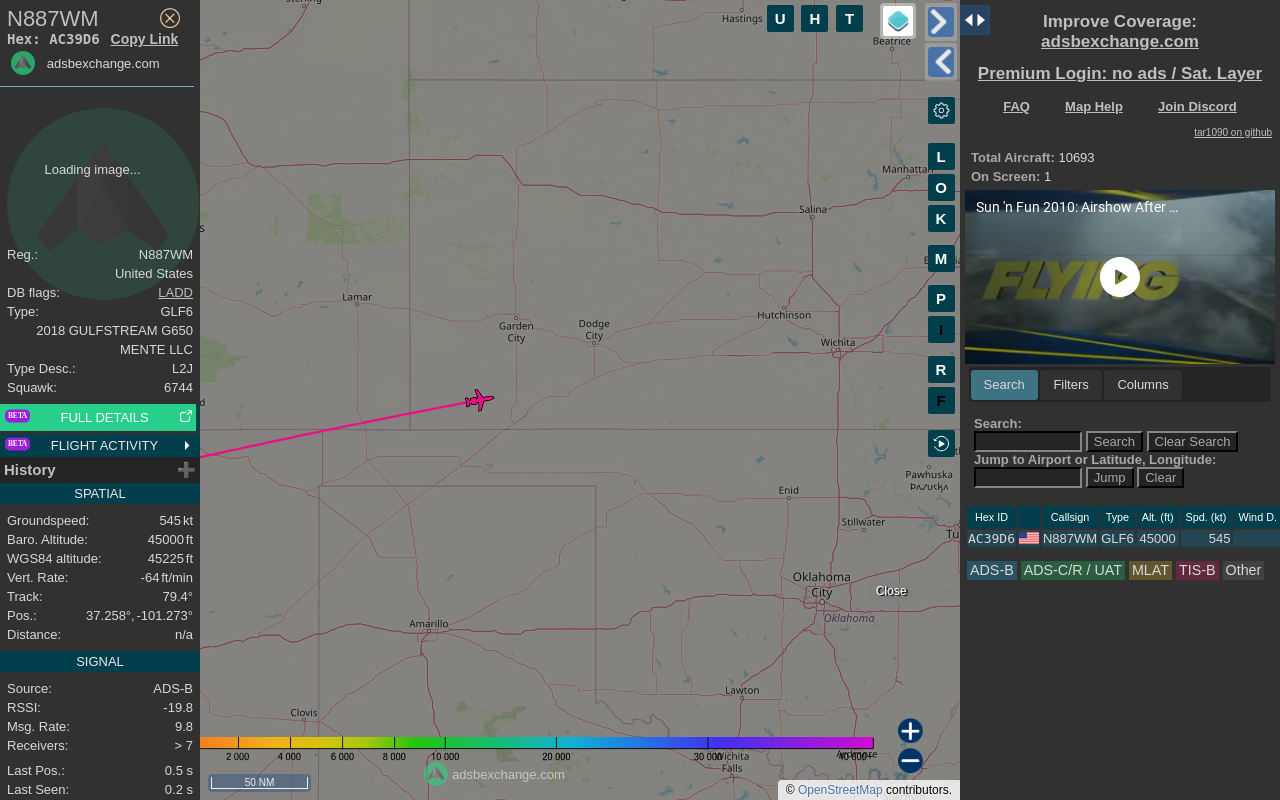 N887WM
Hex: AC39D6 Copy Link
adsbexchange.com
Loading image...
Reg.: N887WM
United States
DB flags: LADD
Type: GLF6
2018 GULFSTREAM G650
MENTE LLC
Type Desc.: L2J
Squawk: 6744
BETA FULL DETAILS
BETA FLIGHT ACTIVITY
History
SPATIAL
Groundspeed: 545 kt
Baro. Altitude: 45000 ft
WGS84 altitude: 45225 ft
Vert. Rate: -64 ft/min
Track: 79.4°
Pos.: 37.258°, -101.273°
Distance: n/a
SIGNAL
Source: ADS-B
RSSI: -19.8
Msg. Rate: 9.8
Receivers: > 7
Last Pos.: 0.5 s
Last Seen: 0.2 s
Hastings
Beatrice
U H T
L
O
K
M
P
I
R
F
Manhattan
Salina
Lamar
Garden
City
Dodge
City
Hutchinson
Wichita
Pawhuska
Enid
Stillwater
Tu
Oklahoma
City
Oklahoma
Close
Amarillo
Lawton
Clovis
Wichita
Falls
Ardmore
2 000 4 000 6 000 8 000 10 000 20 000 30 000 40 000+
50 NM
adsbexchange.com
© OpenStreetMap contributors.
Improve Coverage:
adsbexchange.com
Premium Login: no ads / Sat. Layer
FAQ Map Help Join Discord
tar1090 on github
Total Aircraft: 10693
On Screen: 1
Sun 'n Fun 2010: Airshow After ...
FLYING
Search Filters Columns
Search:
Search Clear Search
Jump to Airport or Latitude, Longitude:
Jump Clear
Hex ID Callsign Type Alt. (ft) Spd. (kt) Wind D.
AC39D6 N887WM GLF6 45000 545
ADS-B ADS-C/R / UAT MLAT TIS-B Other